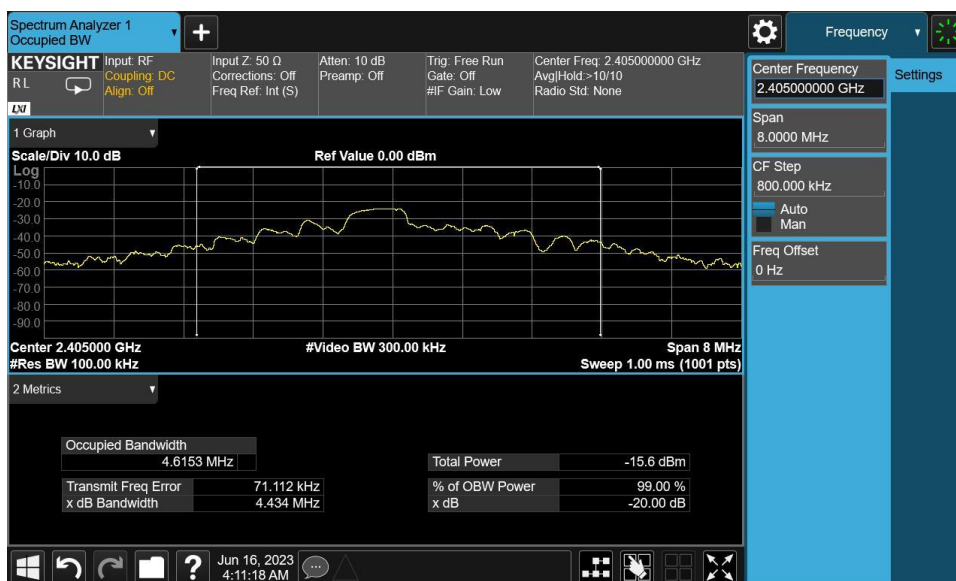 Spectrum Analyzer 1
Occupied BW
Frequency
KEYSIGHT
RL
LXI
Input: RF
Coupling: DC
Align: Off
Input Z: 50 Ω
Corrections: Off
Freq Ref: Int (S)
Atten: 10 dB
Preamp: Off
Trig: Free Run
Gate: Off
#IF Gain: Low
Center Freq: 2.405000000 GHz
Avg|Hold:>10/10
Radio Std: None
Center Frequency
2.405000000 GHz
Settings
Span
8.0000 MHz
CF Step
800.000 kHz
Auto
Man
Freq Offset
0 Hz
1 Graph
Scale/Div 10.0 dB
Ref Value 0.00 dBm
Log
-10.0
-20.0
-30.0
-40.0
-50.0
-60.0
-70.0
-80.0
-90.0
Center 2.405000 GHz
#Video BW 300.00 kHz
Span 8 MHz
#Res BW 100.00 kHz
Sweep 1.00 ms (1001 pts)
2 Metrics
Occupied Bandwidth
4.6153 MHz
Total Power -15.6 dBm
Transmit Freq Error 71.112 kHz
% of OBW Power 99.00 %
x dB Bandwidth 4.434 MHz
x dB -20.00 dB
?
Jun 16, 2023
4:11:18 AM